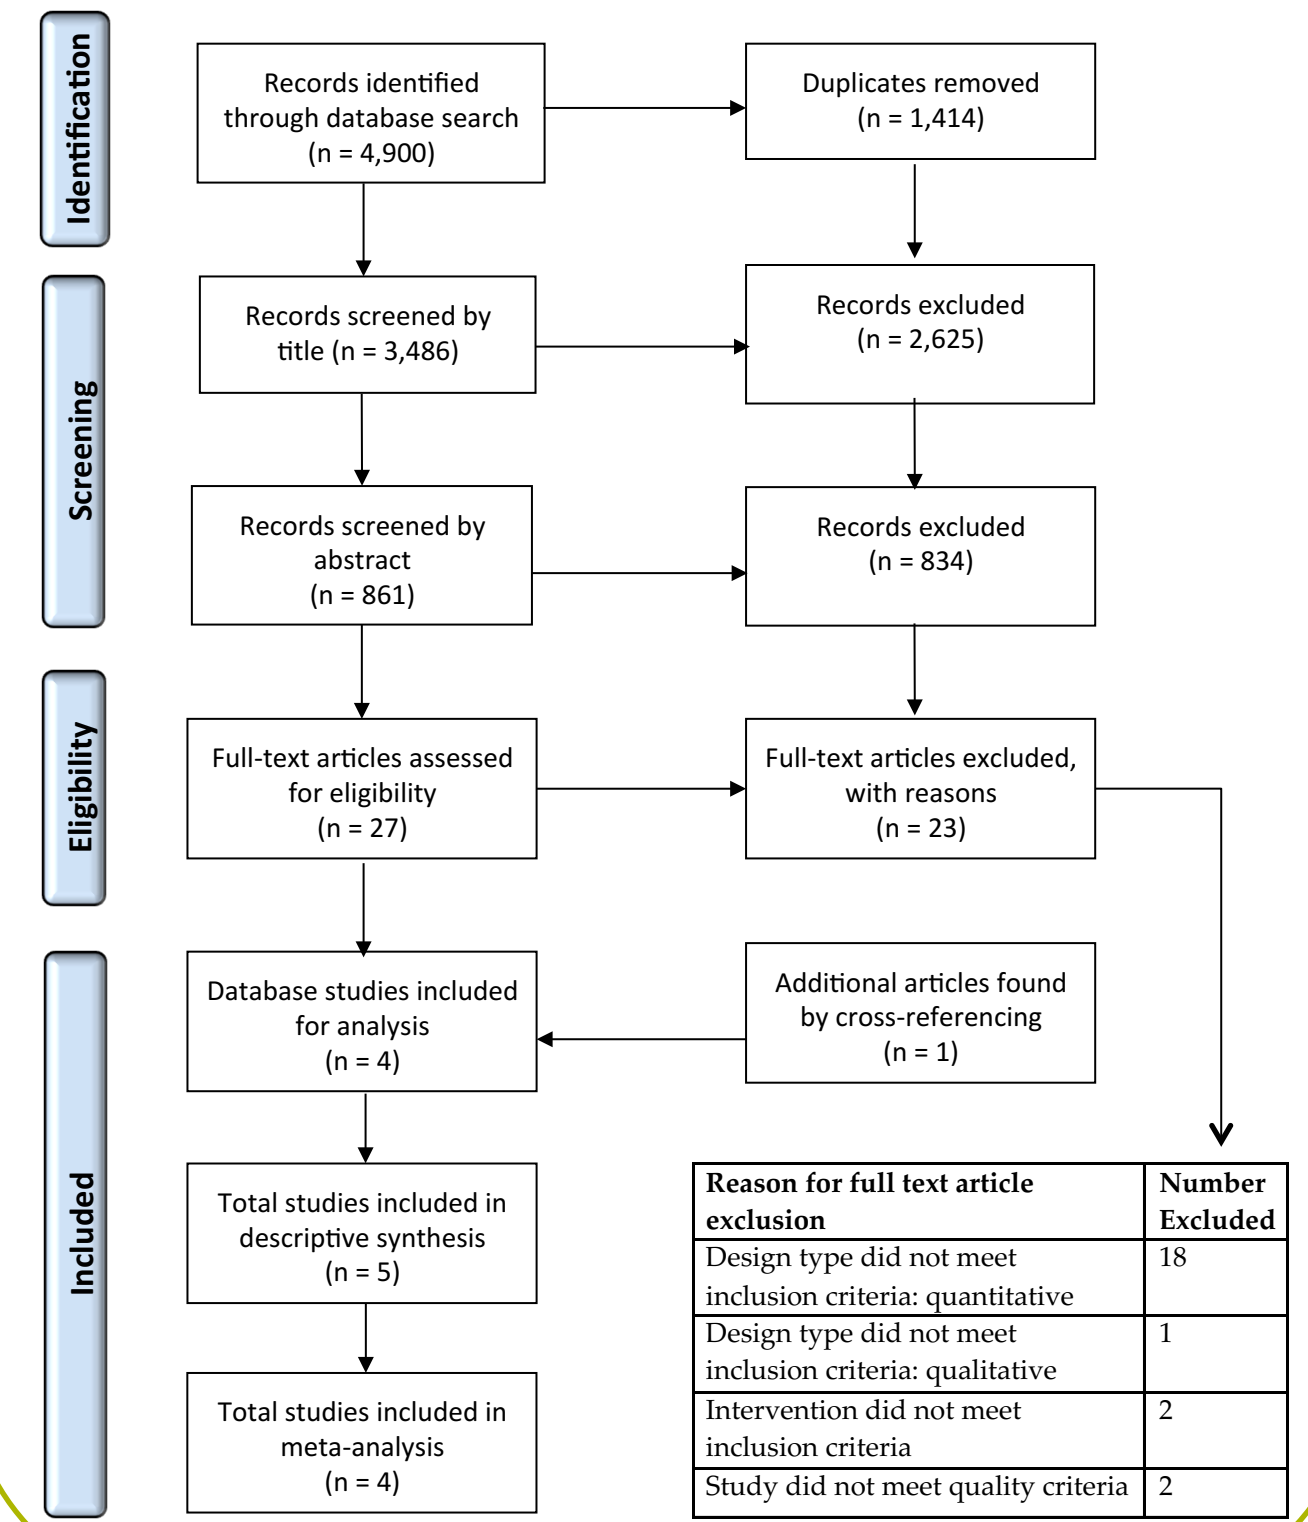 Identification
Records identified
through database search
(n = 4,900)
Duplicates removed
(n = 1,414)
Screening
Records screened by
title (n = 3,486)
Records excluded
(n = 2,625)
Records screened by
abstract
(n = 861)
Records excluded
(n = 834)
Eligibility
Full-text articles assessed
for eligibility
(n = 27)
Full-text articles excluded,
with reasons
(n = 23)
Included
Database studies included
for analysis
(n = 4)
Additional articles found
by cross-referencing
(n = 1)
Total studies included in
descriptive synthesis
(n = 5)
Total studies included in
meta-analysis
(n = 4)
Reason for full text article
exclusion
Number
Excluded
Design type did not meet
inclusion criteria: quantitative
18
Design type did not meet
inclusion criteria: qualitative
1
Intervention did not meet
inclusion criteria
2
Study did not meet quality criteria
2